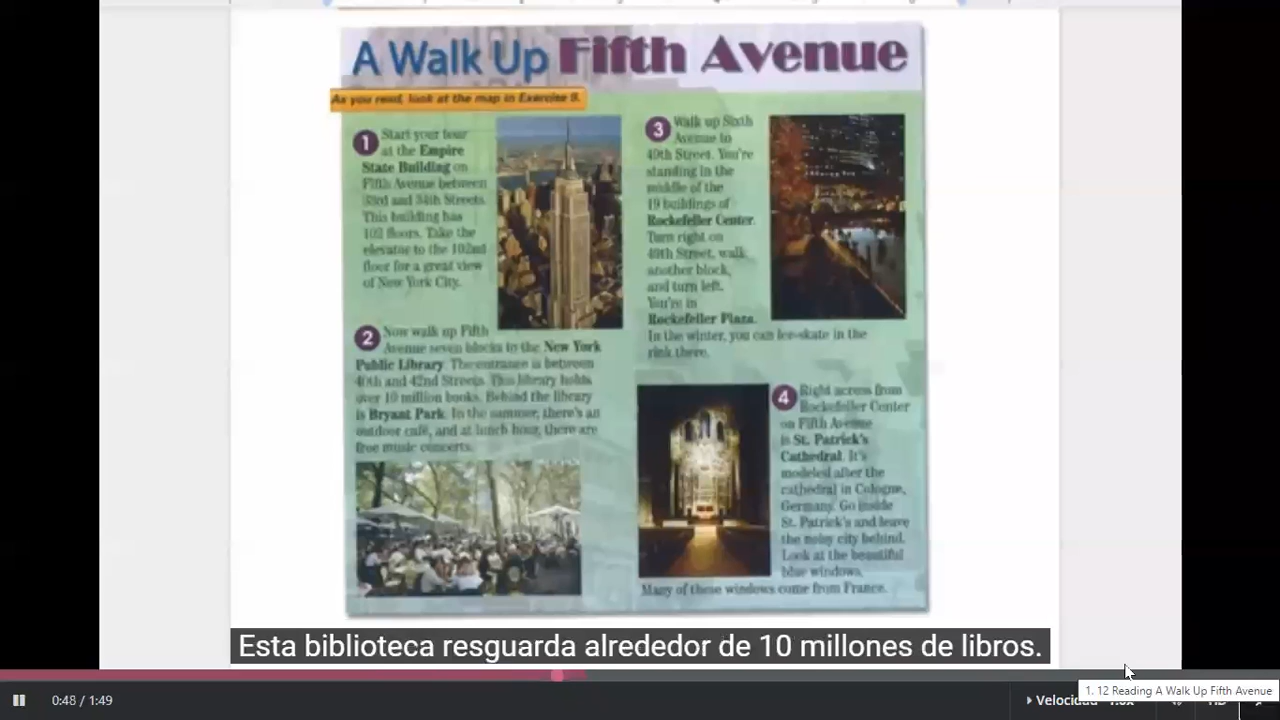 A Walk Up Fifth Avenue
As you read, look at the map in Exercise 9.
1 Start your tour
at the Empire
State Building on
Fifth Avenue between
33rd and 34th Streets.
This building has
102 floors. Take the
elevator to the 102nd
floor for a great view
of New York City.
2 Now walk up Fifth
Avenue seven blocks to the New York
Public Library. The entrance is between
40th and 42nd Streets. This library holds
over 10 million books. Behind the library
is Bryant Park. In the summer, there's an
outdoor café, and at lunch hour, there are
free music concerts.
3 Walk up Sixth
Avenue to
49th Street. You're
standing in the
middle of the
19 buildings of
Rockefeller Center.
Turn right on
49th Street, walk
another block,
and turn left.
You're in
Rockefeller Plaza.
In the winter, you can ice-skate in the
rink there.
4 Right across from
Rockefeller Center
on Fifth Avenue
is St. Patrick's
Cathedral. It's
modeled after the
cathedral in Cologne,
Germany. Go inside
St. Patrick's and leave
the noisy city behind.
Look at the beautiful
blue windows.
Many of these windows come from France.
Esta biblioteca resguarda alrededor de 10 millones de libros.
0:48 / 1:49
Velocidad
1. 12 Reading A Walk Up Fifth Avenue